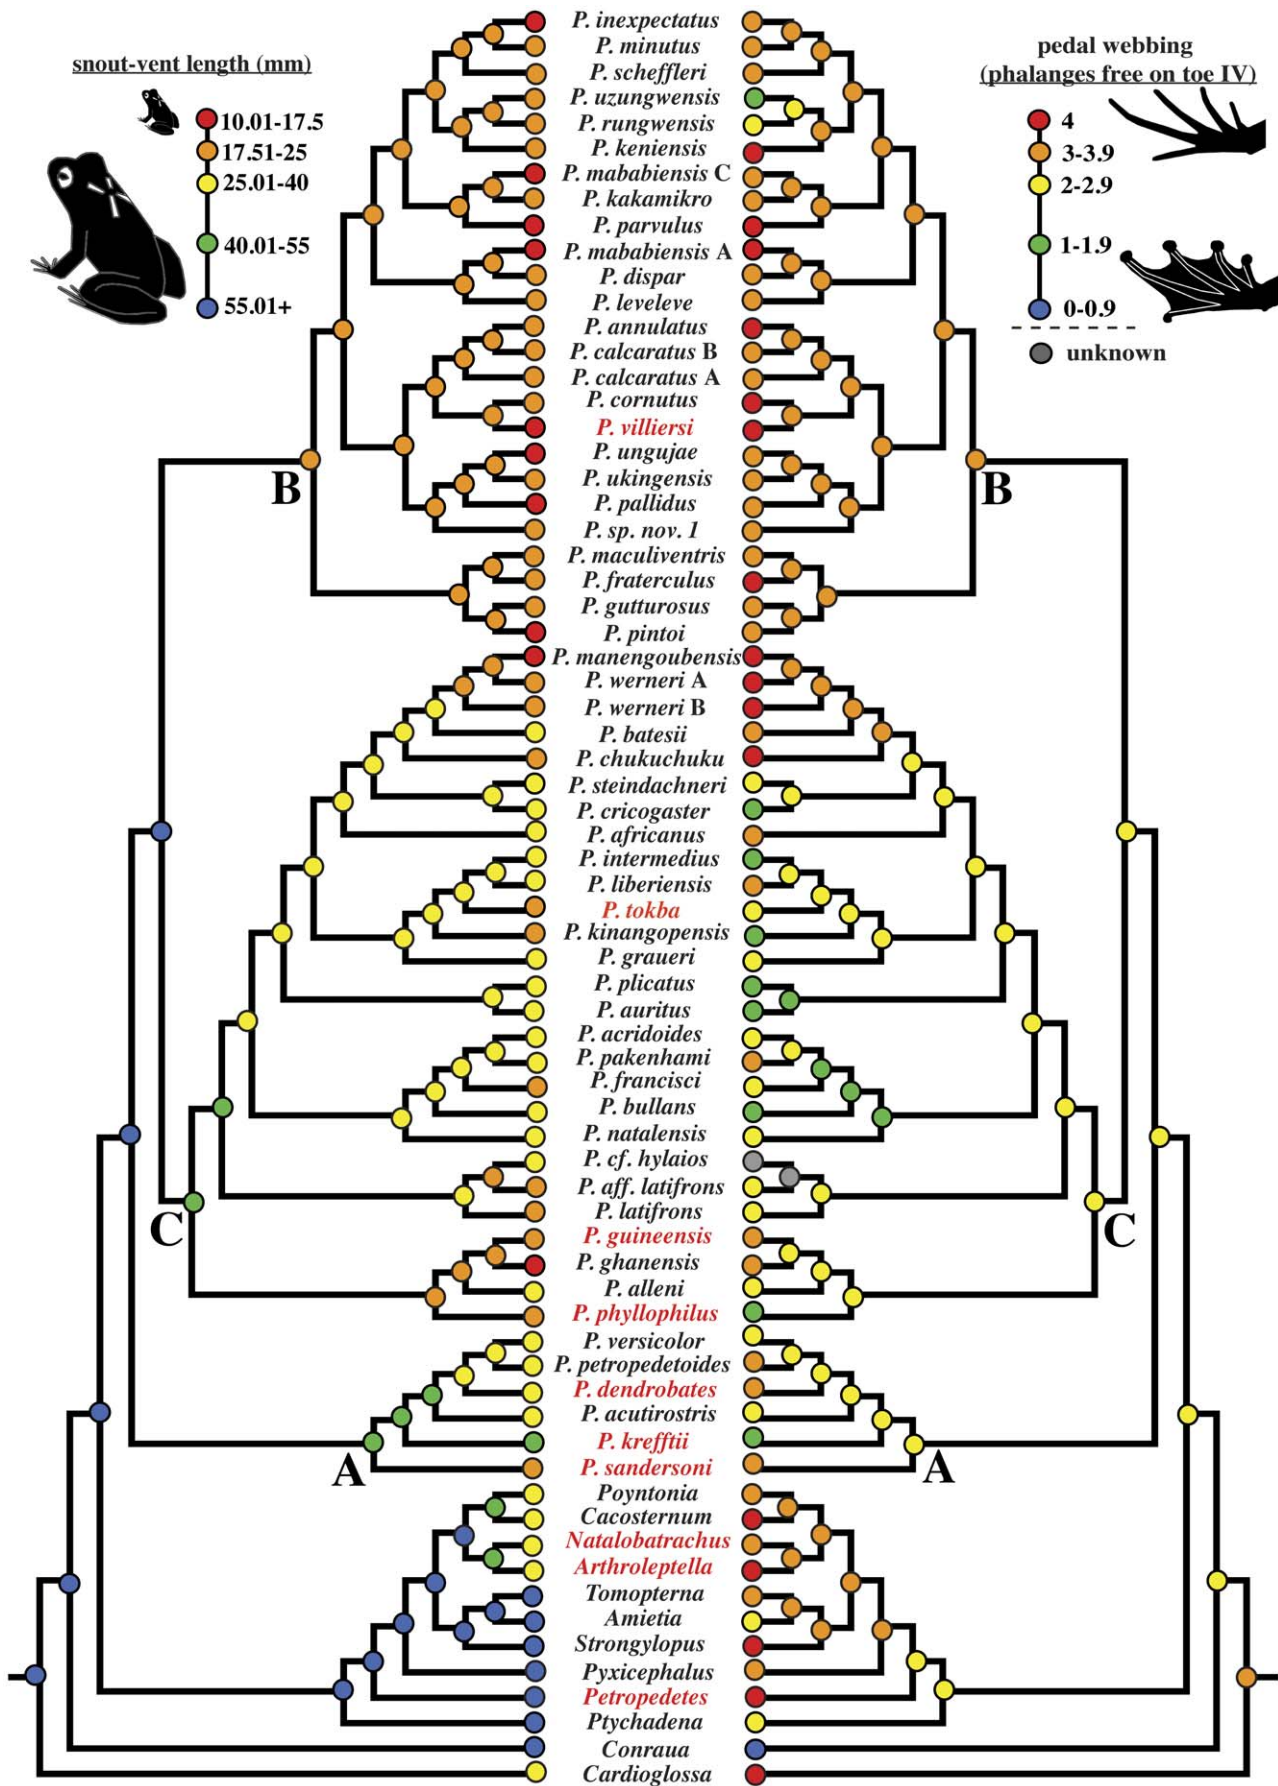 snout-vent length (mm)
10.01-17.5
17.51-25
25.01-40
40.01-55
55.01+
pedal webbing
(phalanges free on toe IV)
4
3-3.9
2-2.9
1-1.9
0-0.9
unknown
P. inexpectatus
P. minutus
P. scheffleri
P. uzungwensis
P. rungwensis
P. keniensis
P. mababiensis C
P. kakamikro
P. parvulus
P. mababiensis A
P. dispar
P. leveleve
P. annulatus
P. calcaratus B
P. calcaratus A
P. cornutus
P. villiersi
P. ungujae
P. ukingensis
P. pallidus
P. sp. nov. 1
P. maculiventris
P. fraterculus
P. gutturosus
P. pintoi
P. manengoubensis
P. werneri A
P. werneri B
P. batesii
P. chukuchuku
P. steindachneri
P. cricogaster
P. africanus
P. intermedius
P. liberiensis
P. tokba
P. kinangopensis
P. graueri
P. plicatus
P. auritus
P. acridoides
P. pakenhami
P. francisci
P. bullans
P. natalensis
P. cf. hylaios
P. aff. latifrons
P. latifrons
P. guineensis
P. ghanensis
P. alleni
P. phyllophilus
P. versicolor
P. petropedetoides
P. dendrobates
P. acutirostris
P. krefftii
P. sandersoni
Poyntonia
Cacosternum
Natalobatrachus
Arthroleptella
Tomopterna
Amietia
Strongylopus
Pyxicephalus
Petropedetes
Ptychadena
Conraua
Cardioglossa
B
B
C
C
A
A